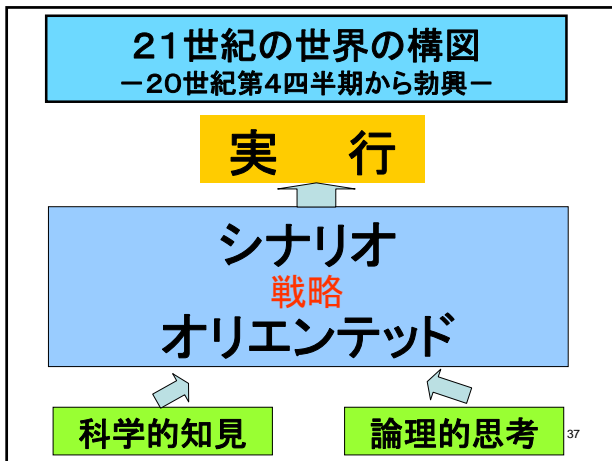 21世紀の世界の構図
－20世紀第4四半期から勃興－
実 行
シナリオ
戦略
オリエンテッド
科学的知見
論理的思考
37